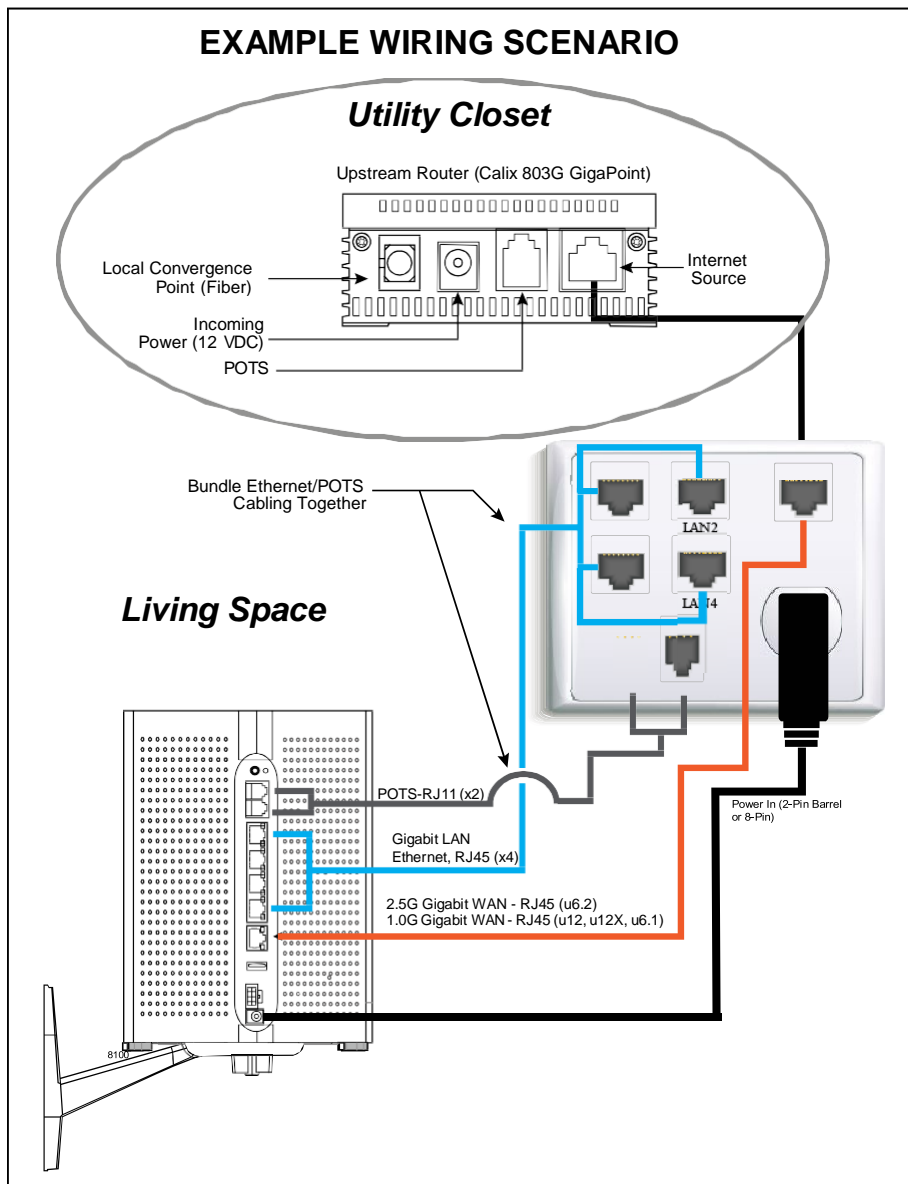 EXAMPLE WIRING SCENARIO
Utility Closet
Upstream Router (Calix 803G GigaPoint)
Local Convergence
Point (Fiber)
Internet
Source
Incoming
Power (12 VDC)
POTS
Bundle Ethernet/POTS
Cabling Together
LAN2
LAN4
Living Space
POTS-RJ11 (x2)
Power In (2-Pin Barrel
or 8-Pin)
Gigabit LAN
Ethernet, RJ45 (x4)
2.5G Gigabit WAN - RJ45 (u6.2)
1.0G Gigabit WAN - RJ45 (u12, u12X, u6.1)
8100